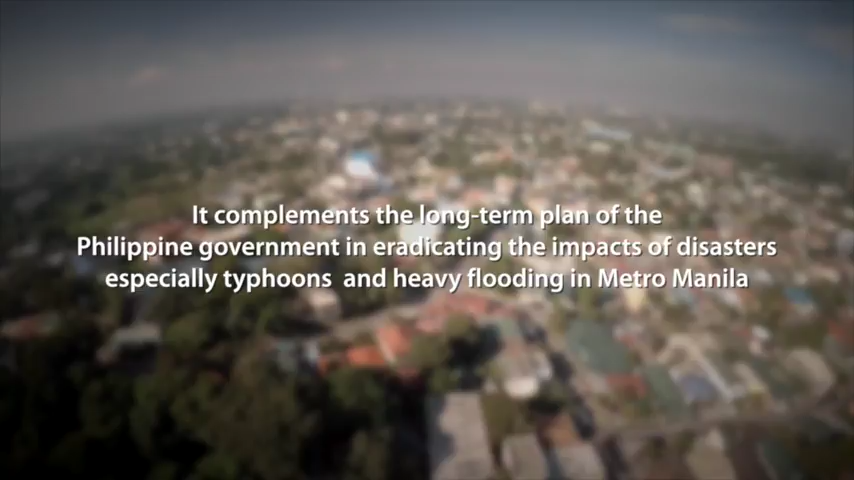 It complements the long-term plan of the
Philippine government in eradicating the impacts of disasters
especially typhoons  and heavy flooding in Metro Manila